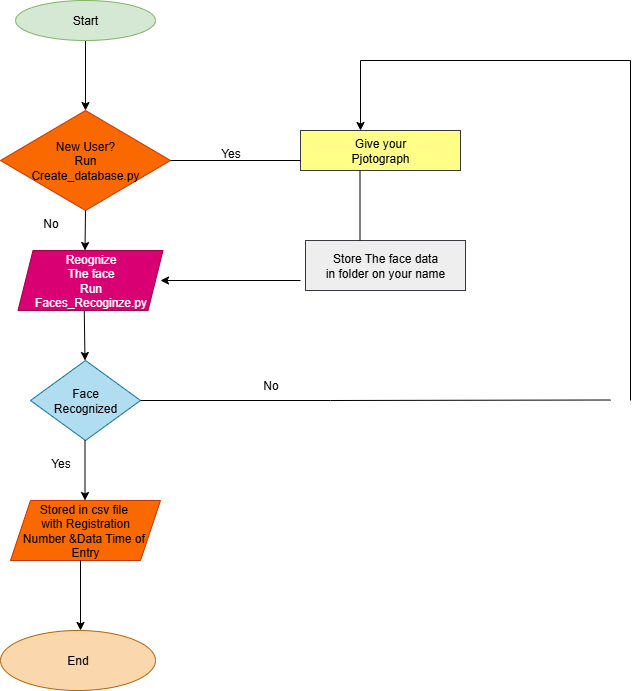 Start
New User?
Run
Create_database.py
Yes
Give your
Pjotograph
No
Store The face data
in folder on your name
Reognize
The face
Run
Faces_Recoginze.py
Face
Recognized
No
Yes
Stored in csv file
with Registration
Number &Data Time of
Entry
End